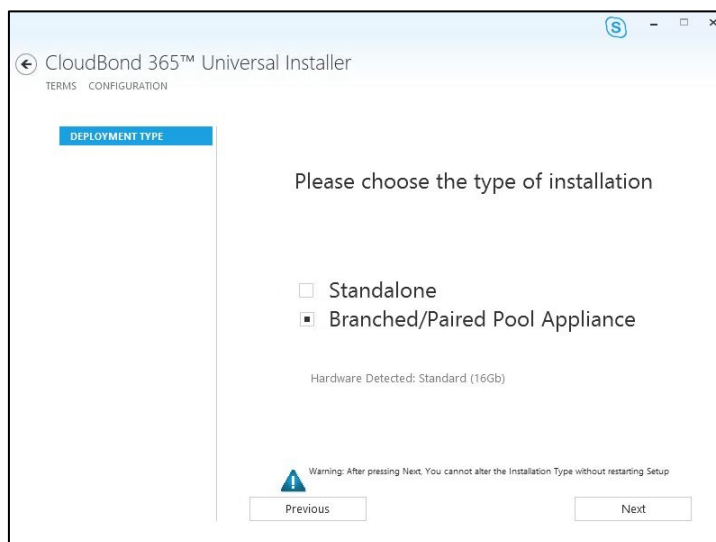 S
CloudBond 365™ Universal Installer
TERMS CONFIGURATION
DEPLOYMENT TYPE
Please choose the type of installation
Standalone
Branched/Paired Pool Appliance
Hardware Detected: Standard (16Gb)
Warning: After pressing Next, You cannot alter the Installation Type without restarting Setup
Previous Next